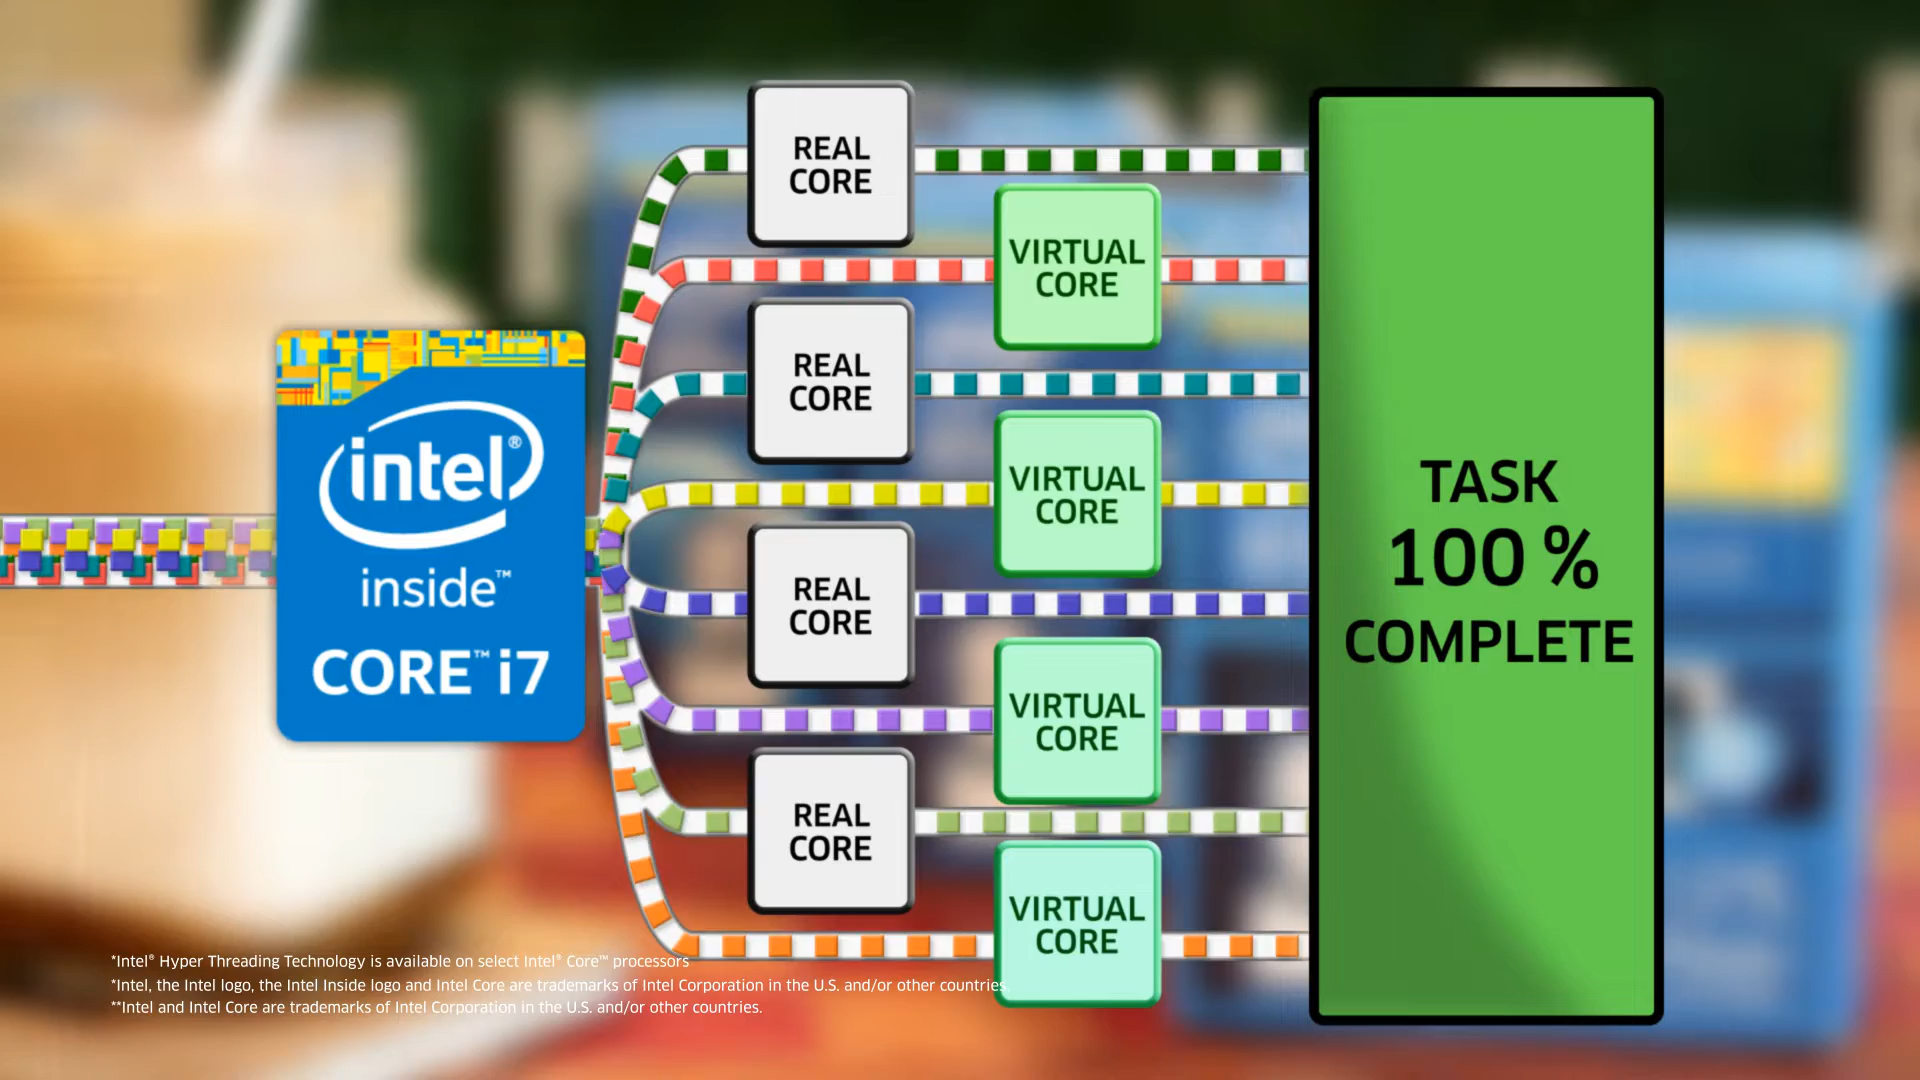 REAL
CORE
VIRTUAL
CORE
REAL
CORE
intel®
inside™
CORE™ i7
VIRTUAL
CORE
REAL
CORE
VIRTUAL
CORE
REAL
CORE
VIRTUAL
CORE
TASK
100 %
COMPLETE
*Intel® Hyper Threading Technology is available on select Intel® Core™ processors
*Intel, the Intel logo, the Intel Inside logo and Intel Core are trademarks of Intel Corporation in the U.S. and/or other countries.
**Intel and Intel Core are trademarks of Intel Corporation in the U.S. and/or other countries.